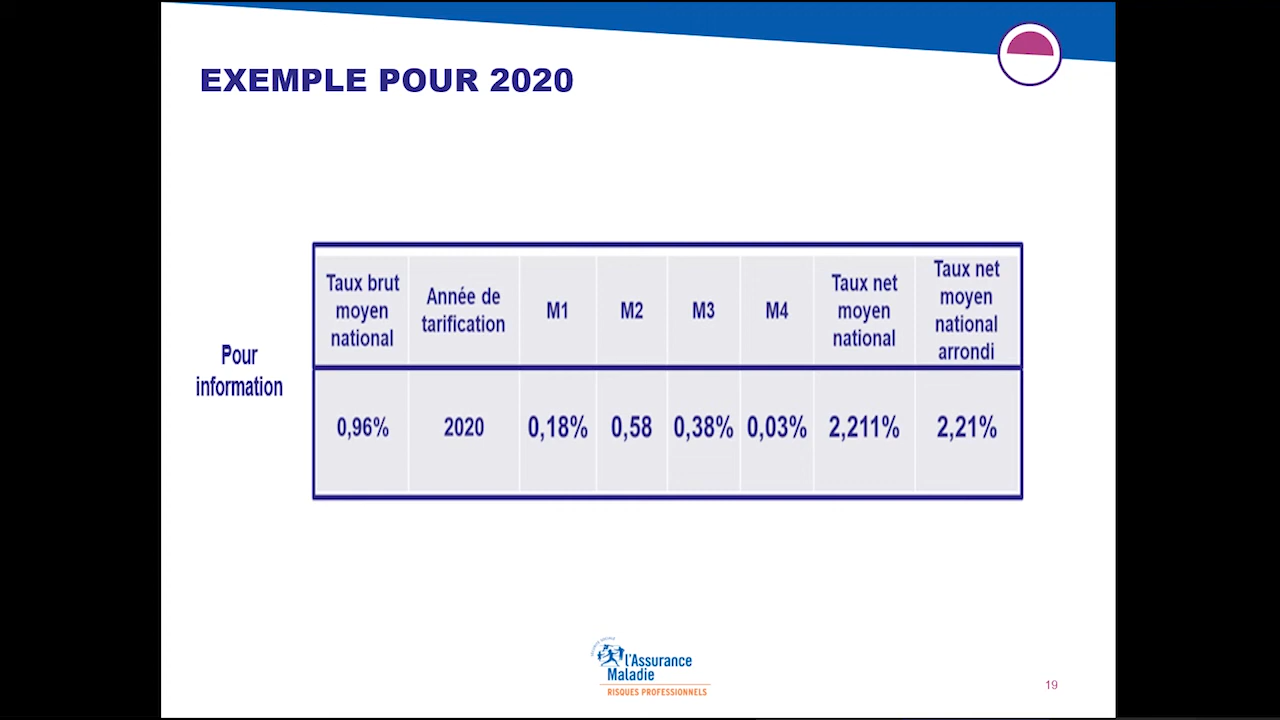 EXEMPLE POUR 2020
Pour
information
Taux brut
moyen
national
Année de
tarification
M1
M2
M3
M4
Taux net
moyen
national
Taux net
moyen
national
arrondi
0,96%
2020
0,18%
0,58
0,38%
0,03%
2,211%
2,21%
l'Assurance
Maladie
RISQUES PROFESSIONNELS
19